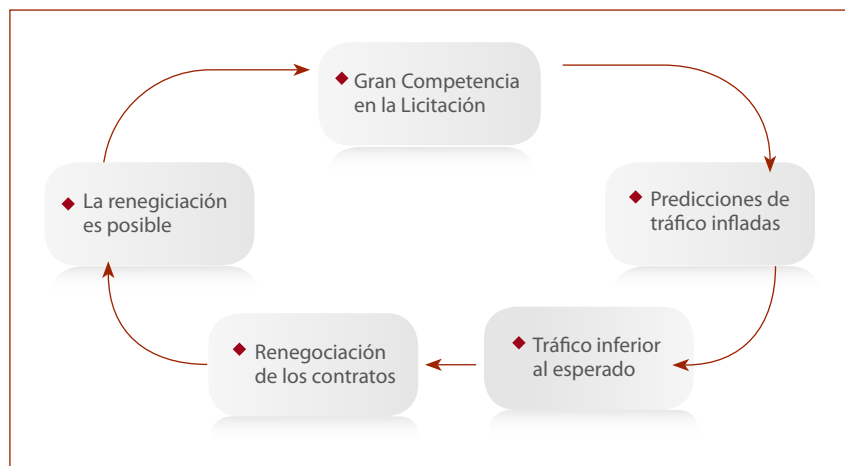 Gran Competencia
en la Licitación
Predicciones de
tráfico infladas
Tráfico inferior
al esperado
Renegociación
de los contratos
La renegiciación
es posible